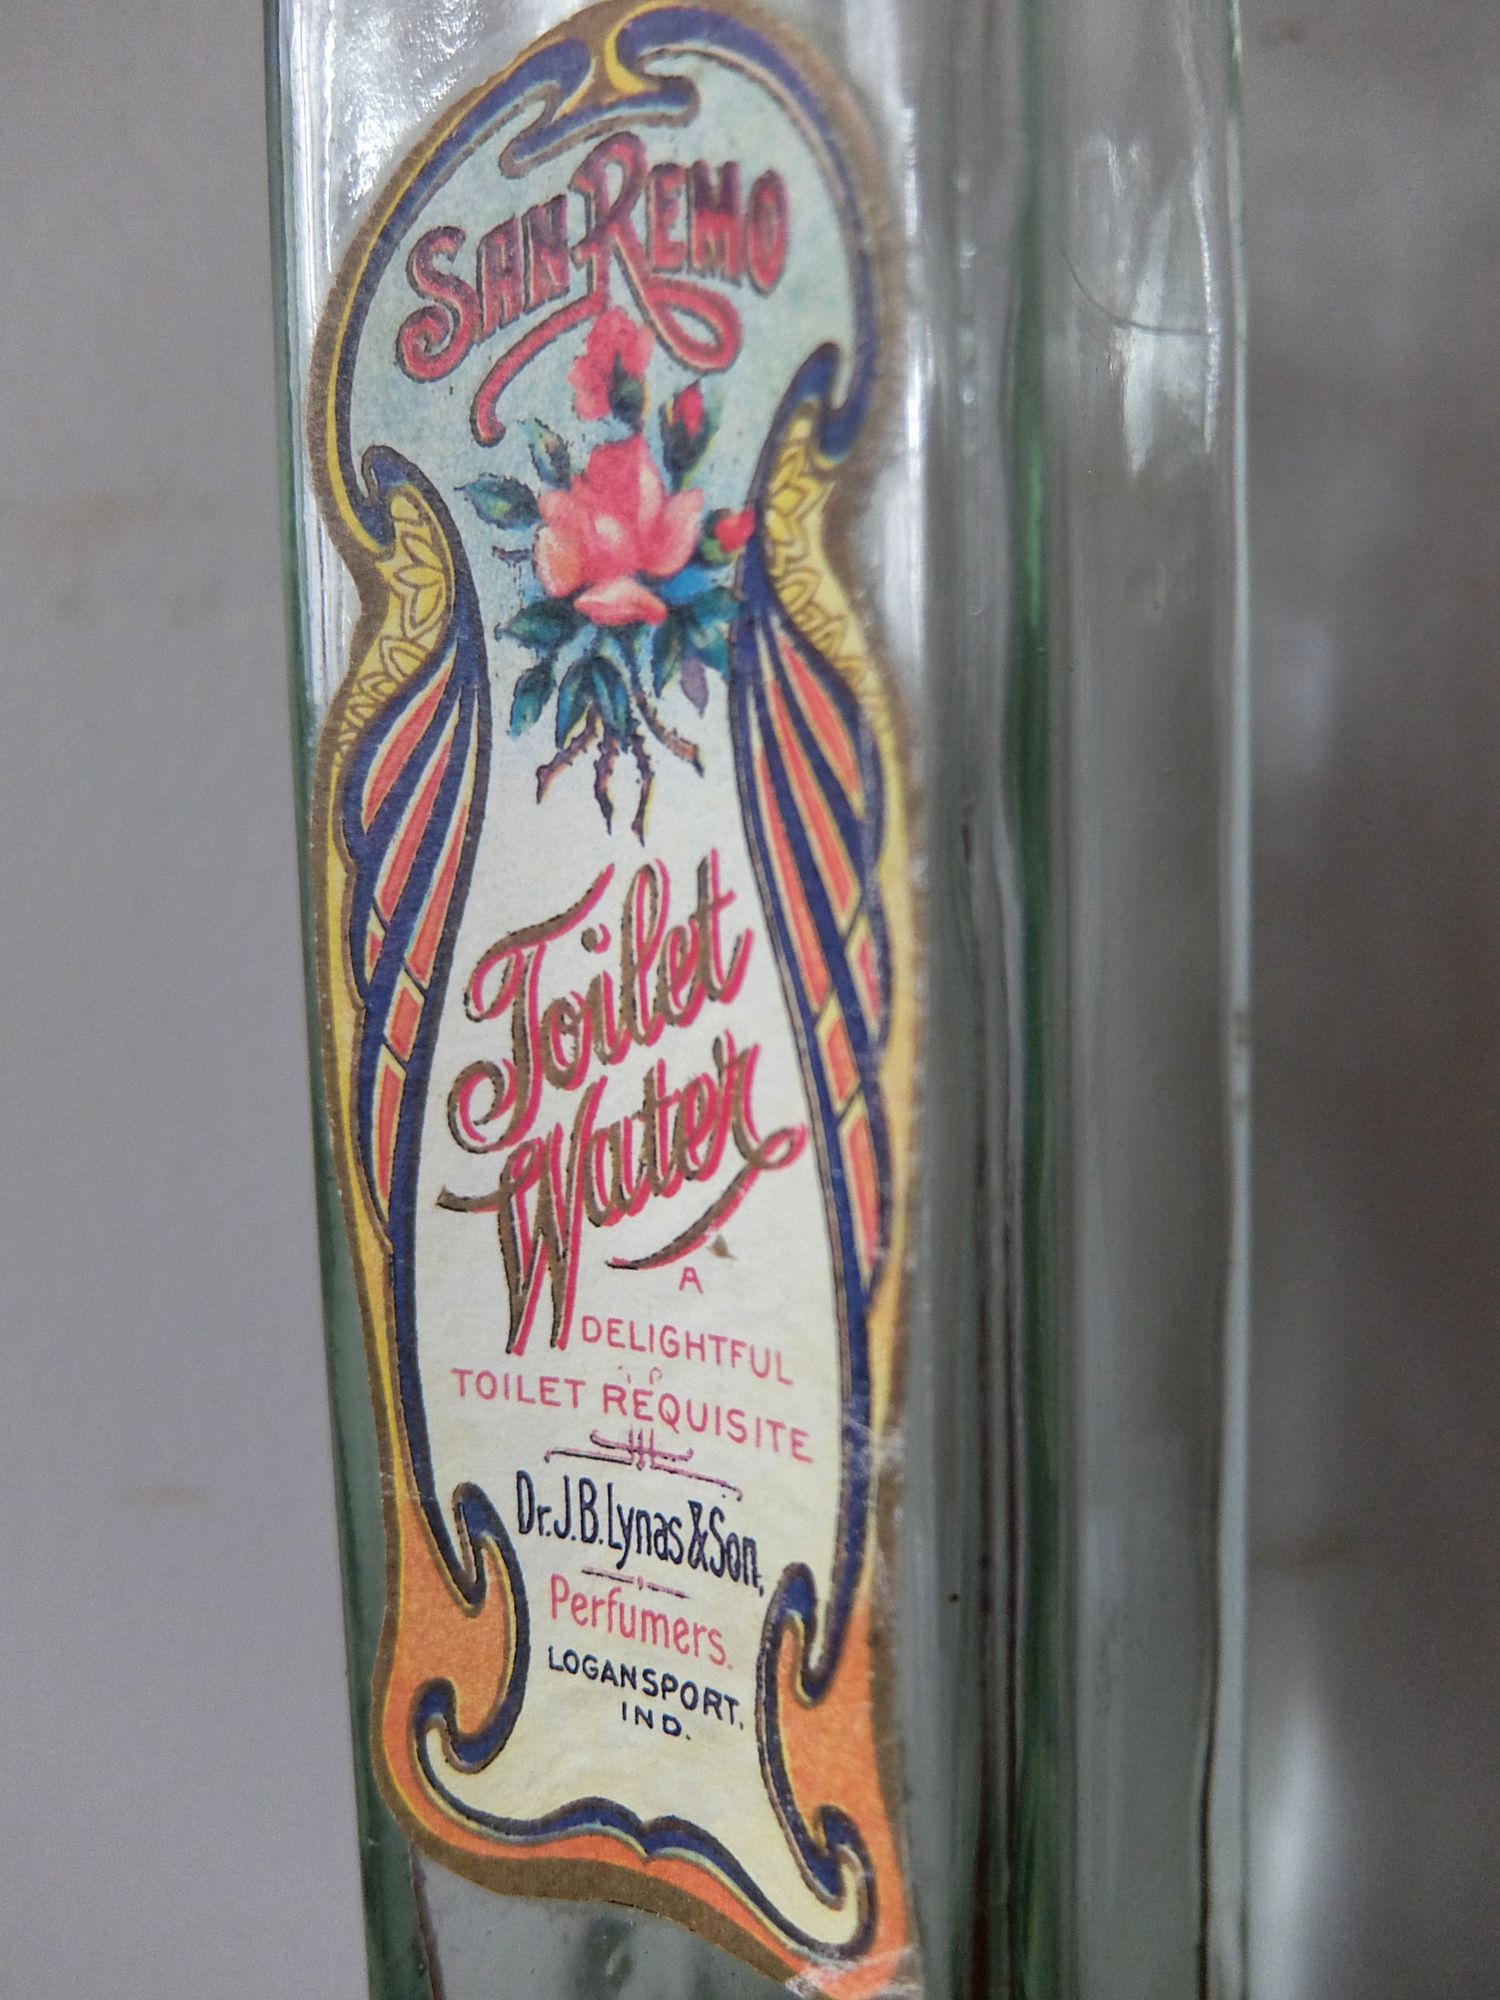 SAN REMO
Toilet
Water
A
DELIGHTFUL
TOILET REQUISITE
Dr. J. B. Lynas & Son,
Perfumers.
LOGANSPORT,
IND.